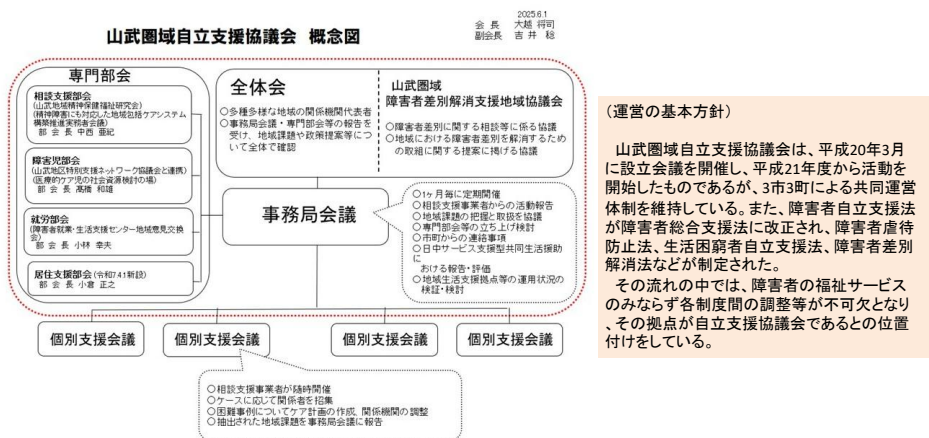 2025.6.1
会 長 大越 将司
副会長 吉井 稔
山武圏域自立支援協議会 概念図
専門部会
相談支援部会
(山武地域精神保健福祉研究会)
(精神障害にも対応した地域包括ケアシステム
構築推進実務者会議)
部 会 長 中西 亜紀
障害児部会
(山武地区特別支援ネットワーク協議会と連携)
(医療的ケア児の社会資源検討の場)
部 会 長 髙橋 和雄
就労部会
(障害者就業・生活支援センター地域意見交換
会)
部 会 長 小林 幸夫
居住支援部会 (令和7.4.1新設)
部 会 長 小倉 正之
全体会
○多種多様な地域の関係機関代表者
○事務局会議・専門部会等の報告を
受け、地域課題や政策提案等につ
いて全体で確認
山武圏域
障害者差別解消支援地域協議会
○障害者差別に関する相談等に係る協議
○地域における障害者差別を解消するため
の取組に関する提案に掲げる協議
事務局会議
○1ヶ月毎に定期開催
○相談支援事業者からの活動報告
○地域課題の把握と取扱を協議
○専門部会等の立ち上げ検討
○市町からの連絡事項
○日中サービス支援型共同生活援助
に
おける報告・評価
○地域生活支援拠点等の運用状況の
検証・検討
個別支援会議
個別支援会議
個別支援会議
個別支援会議
○相談支援事業者が随時開催
○ケースに応じて関係者を招集
○困難事例についてケア計画の作成、関係機関の調整
○抽出された地域課題を事務局会議に報告
(運営の基本方針)
山武圏域自立支援協議会は、平成20年3月
に設立会議を開催し、平成21年度から活動を
開始したものであるが、3市3町による共同運営
体制を維持している。また、障害者自立支援法
が障害者総合支援法に改正され、障害者虐待
防止法、生活困窮者自立支援法、障害者差別
解消法などが制定された。
その流れの中では、障害者の福祉サービス
のみならず各制度間の調整等が不可欠となり
、その拠点が自立支援協議会であるとの位置
付けをしている。